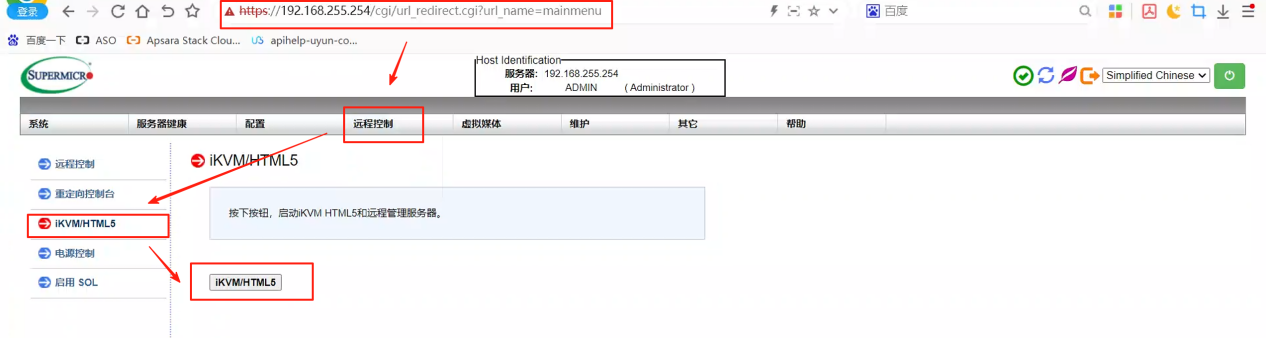 登录
https://192.168.255.254/cgi/url_redirect.cgi?url_name=mainmenu
百度
百度一下 ASO Apsara Stack Clou... apihelp-uyun-co...
SUPERMICRO
Host Identification
服务器: 192.168.255.254
用户: ADMIN ( Administrator )
Simplified Chinese
系统 服务器健康 配置 远程控制 虚拟媒体 维护 其它 帮助
远程控制
重定向控制台
iKVM/HTML5
电源控制
启用 SOL
iKVM/HTML5
按下按钮，启动iKVM HTML5和远程管理服务器。
iKVM/HTML5